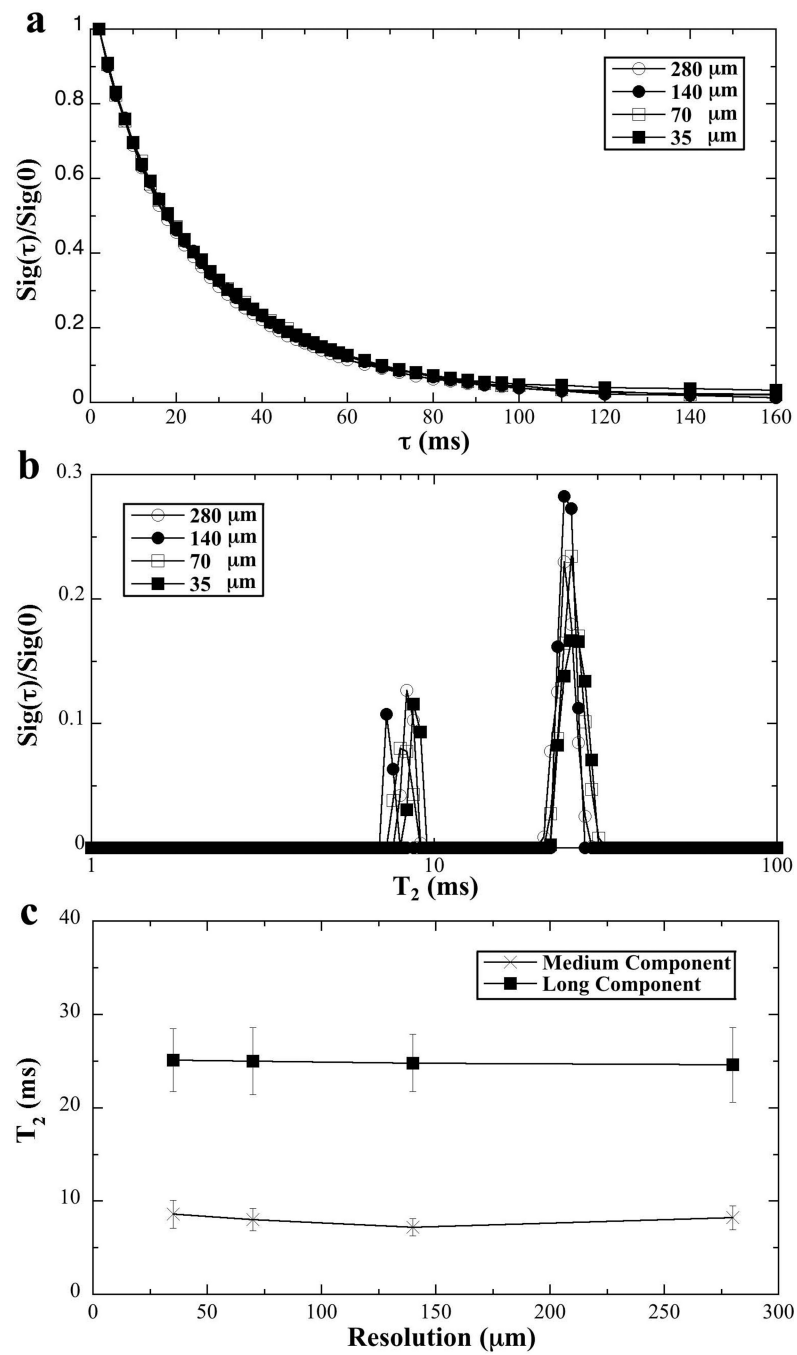 a
1
0.8
0.6
0.4
0.2
0
Sig(τ)/Sig(0)
280 μm
140 μm
70 μm
35 μm
0 20 40 60 80 100 120 140 160
τ (ms)
b
0.3
0.2
0.1
0
Sig(τ)/Sig(0)
280 μm
140 μm
70 μm
35 μm
1 10 100
T₂ (ms)
c
40
30
20
10
0
T₂ (ms)
Medium Component
Long Component
0 50 100 150 200 250 300
Resolution (μm)